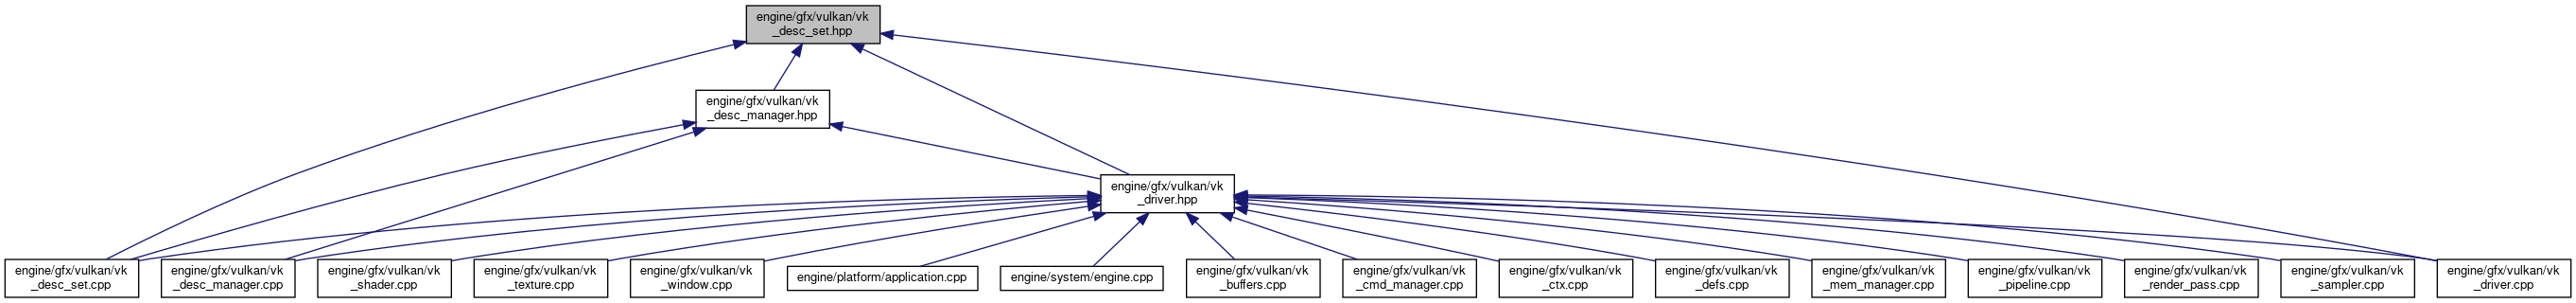 engine/gfx/vulkan/vk
_desc_set.hpp
engine/gfx/vulkan/vk
_desc_manager.hpp
engine/gfx/vulkan/vk
_driver.hpp
engine/gfx/vulkan/vk
_desc_set.cpp
engine/gfx/vulkan/vk
_desc_manager.cpp
engine/gfx/vulkan/vk
_shader.cpp
engine/gfx/vulkan/vk
_texture.cpp
engine/gfx/vulkan/vk
_window.cpp
engine/platform/application.cpp
engine/system/engine.cpp
engine/gfx/vulkan/vk
_buffers.cpp
engine/gfx/vulkan/vk
_cmd_manager.cpp
engine/gfx/vulkan/vk
_ctx.cpp
engine/gfx/vulkan/vk
_defs.cpp
engine/gfx/vulkan/vk
_mem_manager.cpp
engine/gfx/vulkan/vk
_pipeline.cpp
engine/gfx/vulkan/vk
_render_pass.cpp
engine/gfx/vulkan/vk
_sampler.cpp
engine/gfx/vulkan/vk
_driver.cpp